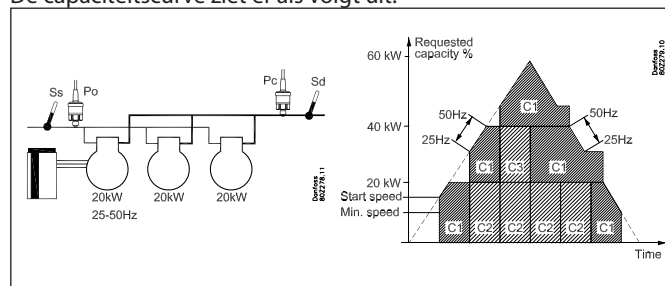 De capaciteitscurve ziet er als volgt uit:
Ss
Po
Pc
Sd
20kW
20kW
20kW
25-50Hz
Danfoss
80Z278.11
Requested
capacity %
60 kW
40 kW
20 kW
Start speed
Min. speed
50Hz
25Hz
50Hz
25Hz
C1
C1
C3
C1
C1
C2
C2
C2
C2
C1
Time
Danfoss
80Z279.10